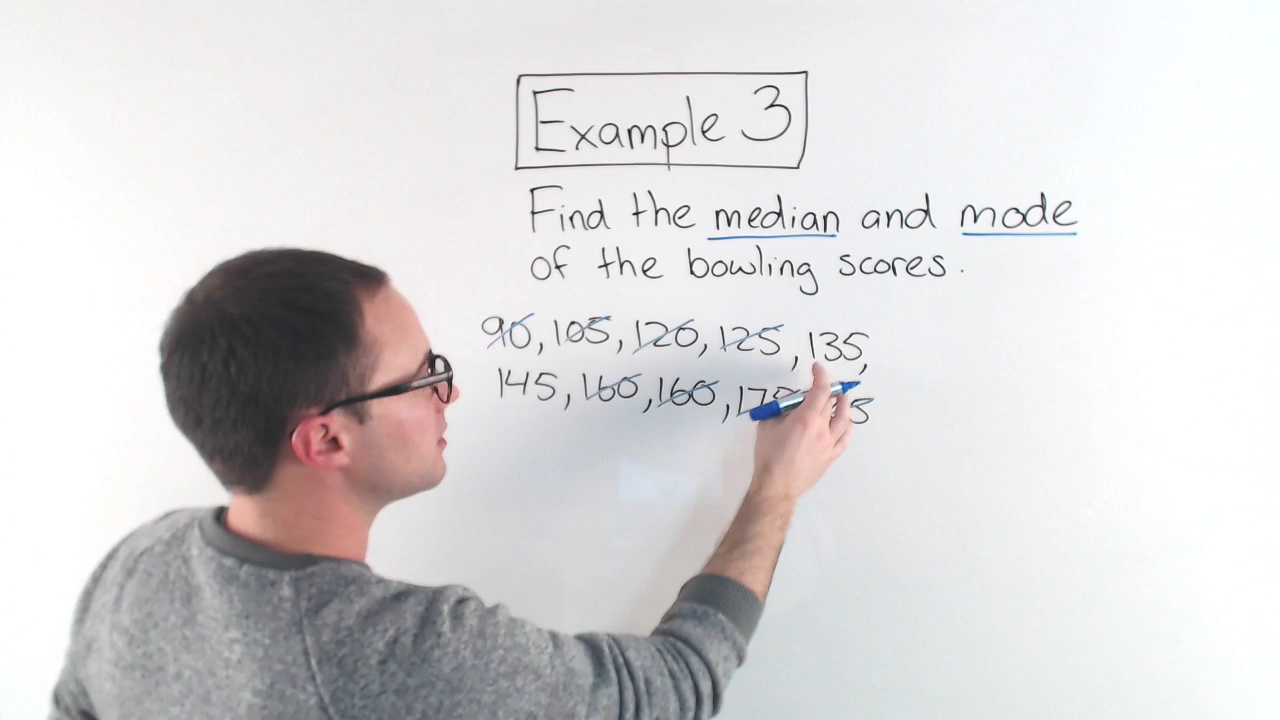 Example 3
Find the median and mode
of the bowling scores.
90, 105, 120, 125, 135,
145, 160, 160,